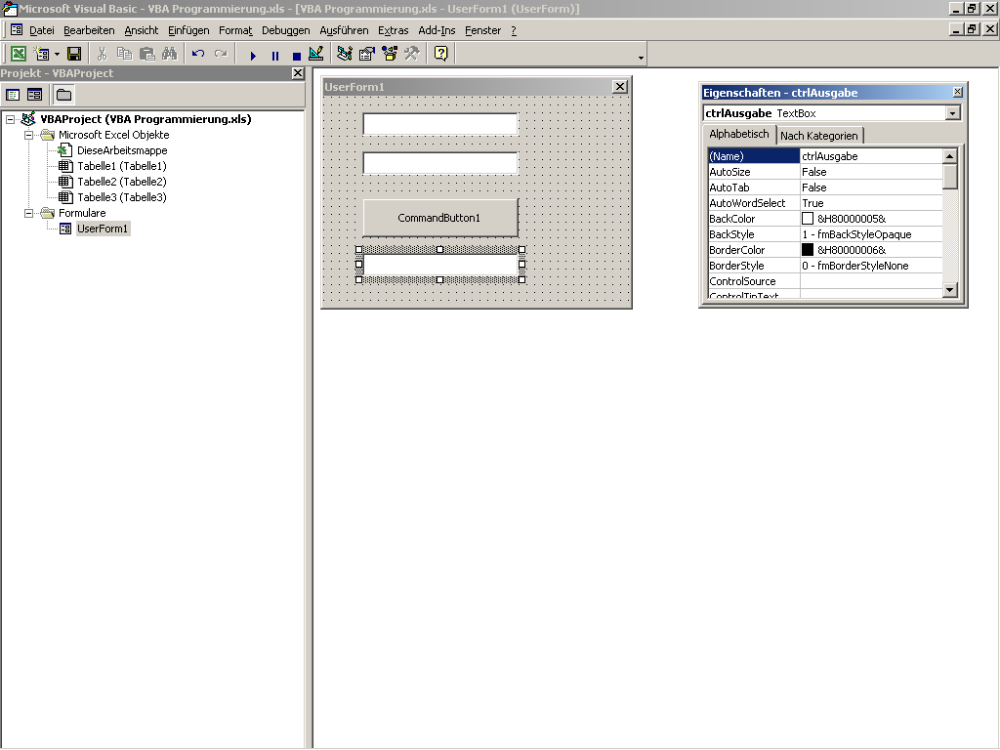 Microsoft Visual Basic - VBA Programmierung.xls - [VBA Programmierung.xls - UserForm1 (UserForm)]
Datei Bearbeiten Ansicht Einfügen Format Debuggen Ausführen Extras Add-Ins Fenster ?
Projekt - VBAProject
VBAProject (VBA Programmierung.xls)
Microsoft Excel Objekte
DieseArbeitsmappe
Tabelle1 (Tabelle1)
Tabelle2 (Tabelle2)
Tabelle3 (Tabelle3)
Formulare
UserForm1
UserForm1
CommandButton1
Eigenschaften - ctrlAusgabe
ctrlAusgabe TextBox
Alphabetisch Nach Kategorien
(Name) ctrlAusgabe
AutoSize False
AutoTab False
AutoWordSelect True
BackColor &H80000005&
BackStyle 1 - fmBackStyleOpaque
BorderColor &H80000006&
BorderStyle 0 - fmBorderStyleNone
ControlSource
ControlTipText